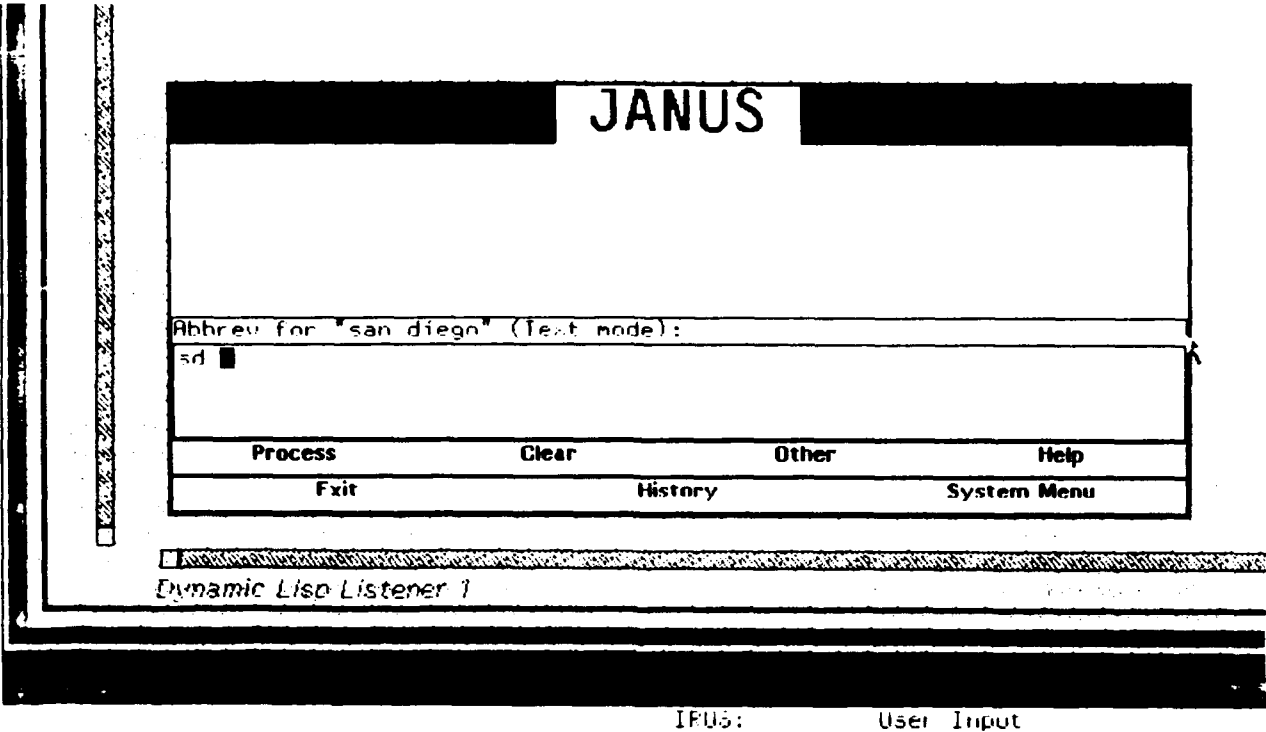 JANUS
Abbrev for "san diego" (Text mode):
sd
Process Clear Other Help
Exit History System Menu
Dynamic Lisp Listener 1
IRUS: User Input